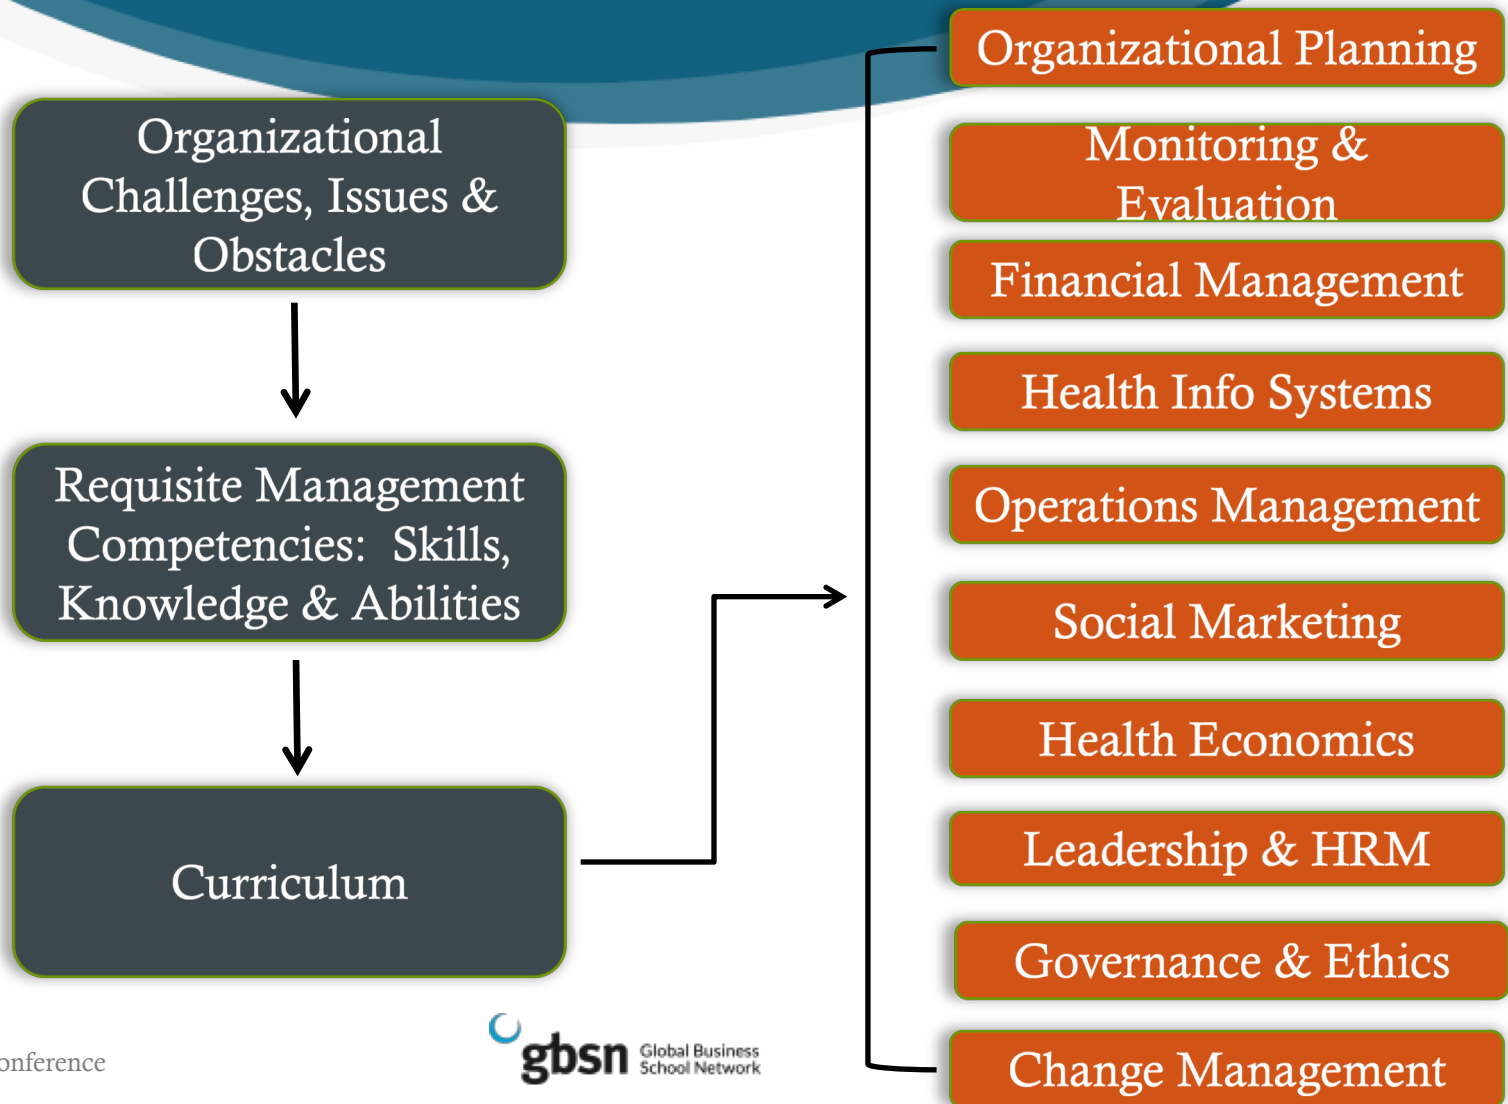 Organizational
Challenges, Issues &
Obstacles
Requisite Management
Competencies: Skills,
Knowledge & Abilities
Curriculum
Organizational Planning
Monitoring &
Evaluation
Financial Management
Health Info Systems
Operations Management
Social Marketing
Health Economics
Leadership & HRM
Governance & Ethics
Change Management
onference
gbsn Global Business
School Network